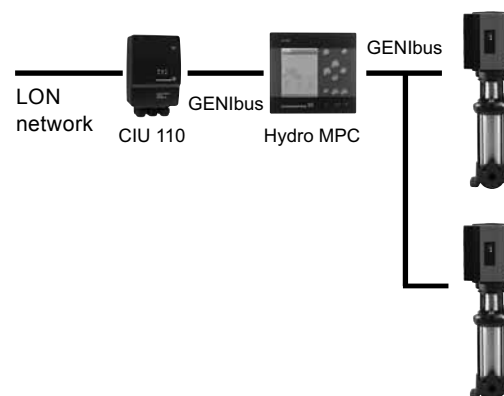 GENIbus
LON
network
GENIbus
CIU 110
Hydro MPC